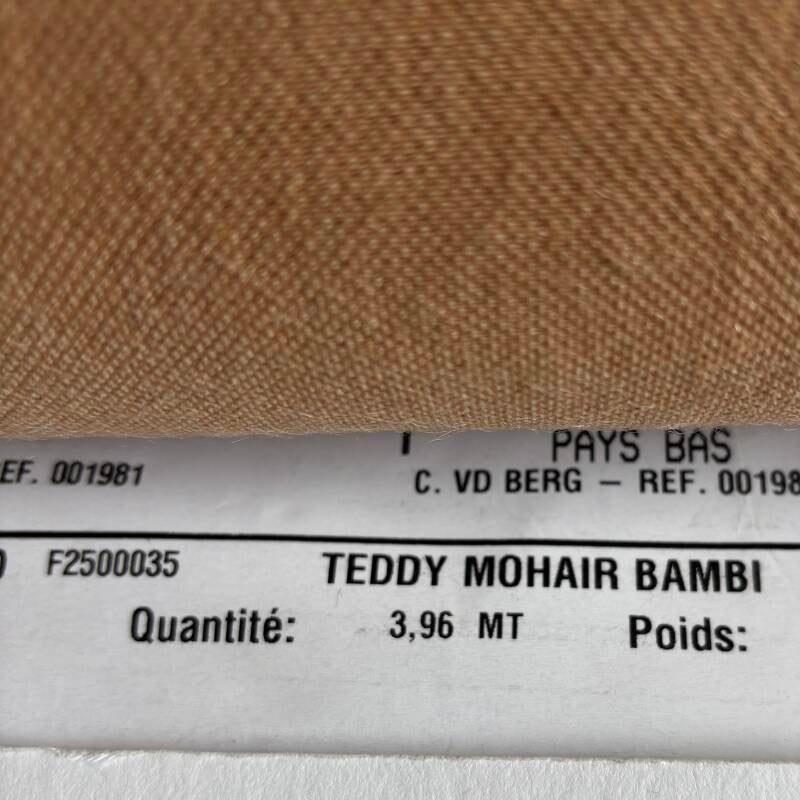 PAYS BAS
EF. 001981
C. VD BERG – REF. 00198
F2500035 TEDDY MOHAIR BAMBI
Quantité: 3,96 MT Poids: